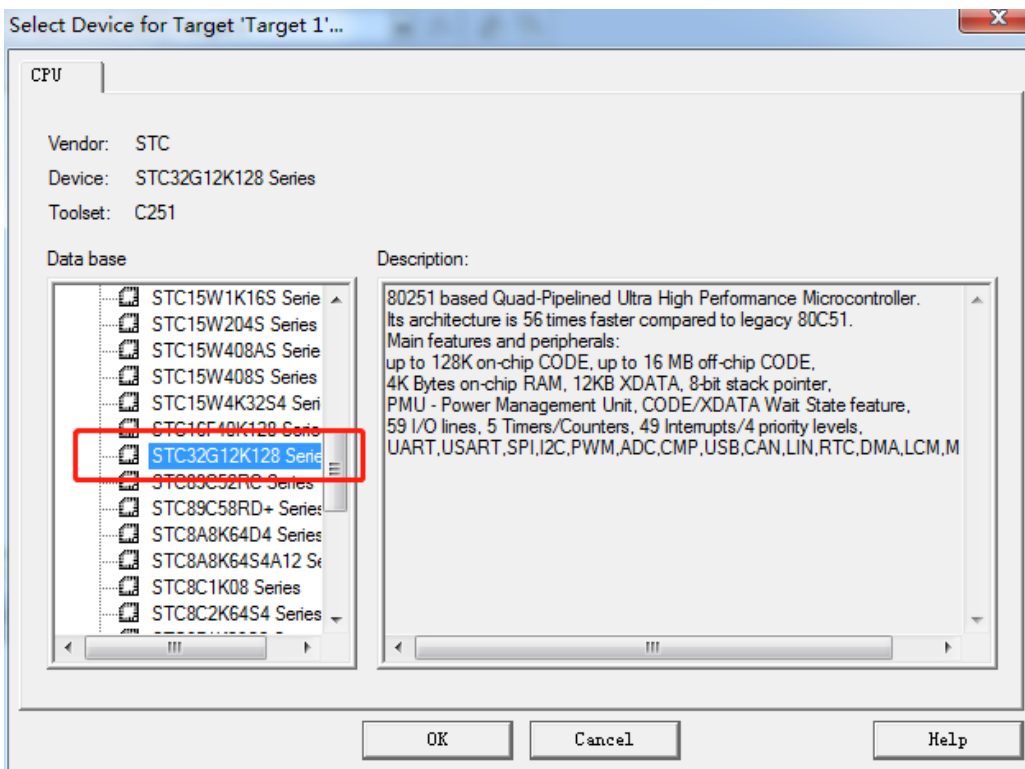 Select Device for Target 'Target 1'...
CPU
Vendor: STC
Device: STC32G12K128 Series
Toolset: C251
Data base
STC15W1K16S Serie
STC15W204S Series
STC15W408AS Serie
STC15W408S Series
STC15W4K32S4 Seri
STC16F40K128 Serie
STC32G12K128 Serie
STC89C52RC Series
STC89C58RD+ Series
STC8A8K64D4 Series
STC8A8K64S4A12 Se
STC8C1K08 Series
STC8C2K64S4 Series
Description:
80251 based Quad-Pipelined Ultra High Performance Microcontroller.
Its architecture is 56 times faster compared to legacy 80C51.
Main features and peripherals:
up to 128K on-chip CODE, up to 16 MB off-chip CODE,
4K Bytes on-chip RAM, 12KB XDATA, 8-bit stack pointer,
PMU - Power Management Unit, CODE/XDATA Wait State feature,
59 I/O lines, 5 Timers/Counters, 49 Interrupts/4 priority levels,
UART,USART,SPI,I2C,PWM,ADC,CMP,USB,CAN,LIN,RTC,DMA,LCM,M
OK
Cancel
Help